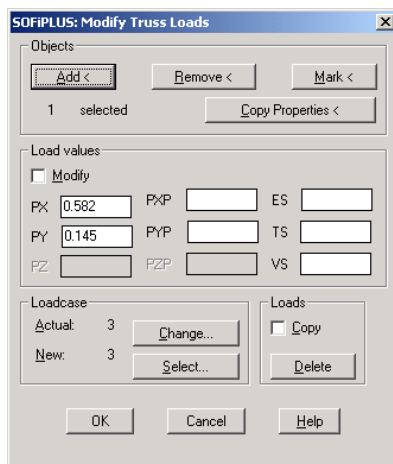 SOFiPLUS: Modify Truss Loads
Objects
Add < Remove < Mark <
1 selected Copy Properties <
Load values
Modify
PX 0.582 PXP ES
PY 0.145 PYP TS
PZ PZP VS
Loadcase Loads
Actual: 3 Change... Copy
New: 3 Select... Delete
OK Cancel Help